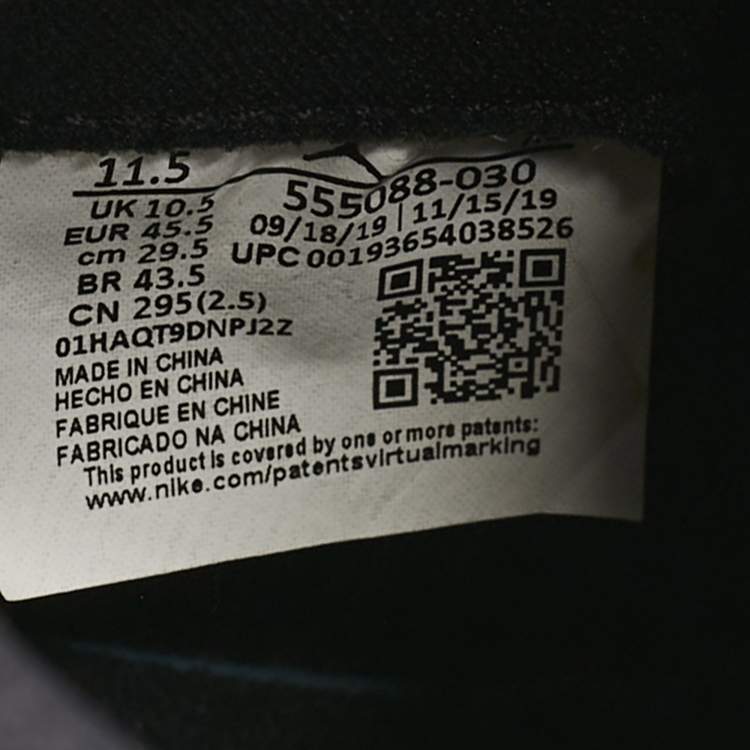 11.5
UK 10.5
EUR 45.5
cm 29.5
BR 43.5
CN 295(2.5)
01HAQT9DNPJ2Z
555088-030
09/18/19 | 11/15/19
UPC 00193654038526
MADE IN CHINA
HECHO EN CHINA
FABRIQUE EN CHINE
FABRICADO NA CHINA
This product is covered by one or more patents:
www.nike.com/patentsvirtualmarking